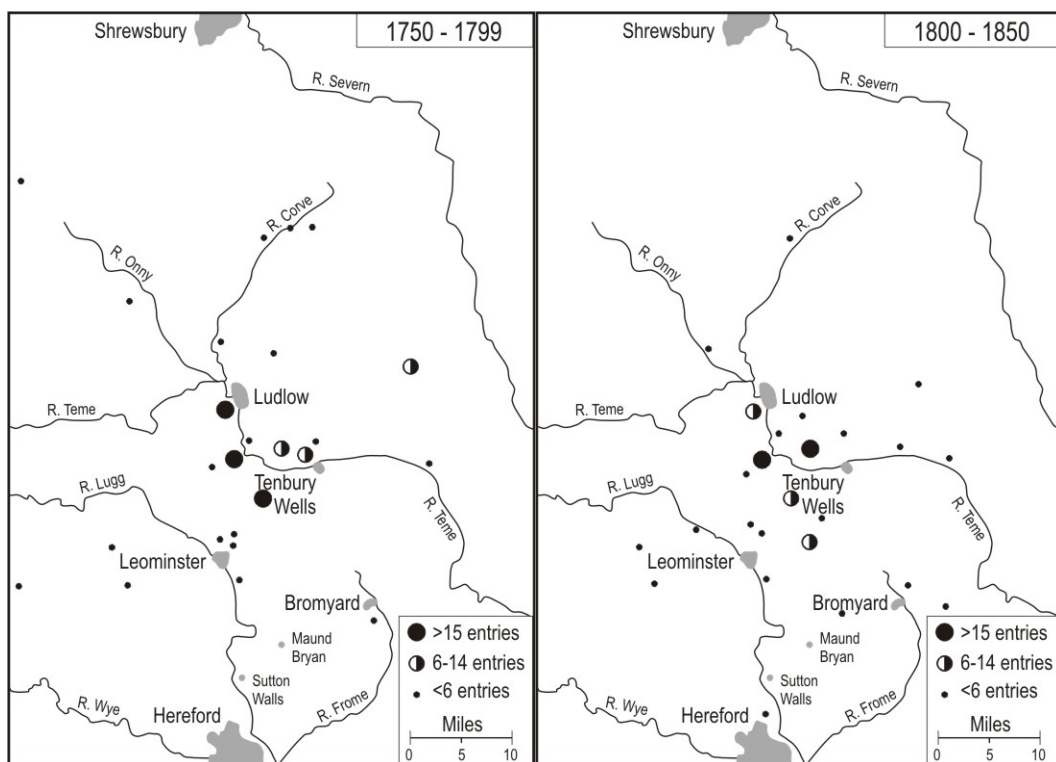 1750 - 1799
Shrewsbury
R. Severn
R. Corve
R. Onny
Ludlow
R. Teme
Tenbury
Wells
R. Lugg
R. Teme
Leominster
Bromyard
Maund
Bryan
Sutton
Walls
R. Wye
Hereford
R. Frome
>15 entries
6-14 entries
<6 entries
Miles
0 5 10
1800 - 1850
Shrewsbury
R. Severn
R. Corve
R. Onny
Ludlow
R. Teme
Tenbury
Wells
R. Lugg
R. Teme
Leominster
Bromyard
Maund
Bryan
Sutton
Walls
R. Wye
Hereford
R. Frome
>15 entries
6-14 entries
<6 entries
Miles
0 5 10